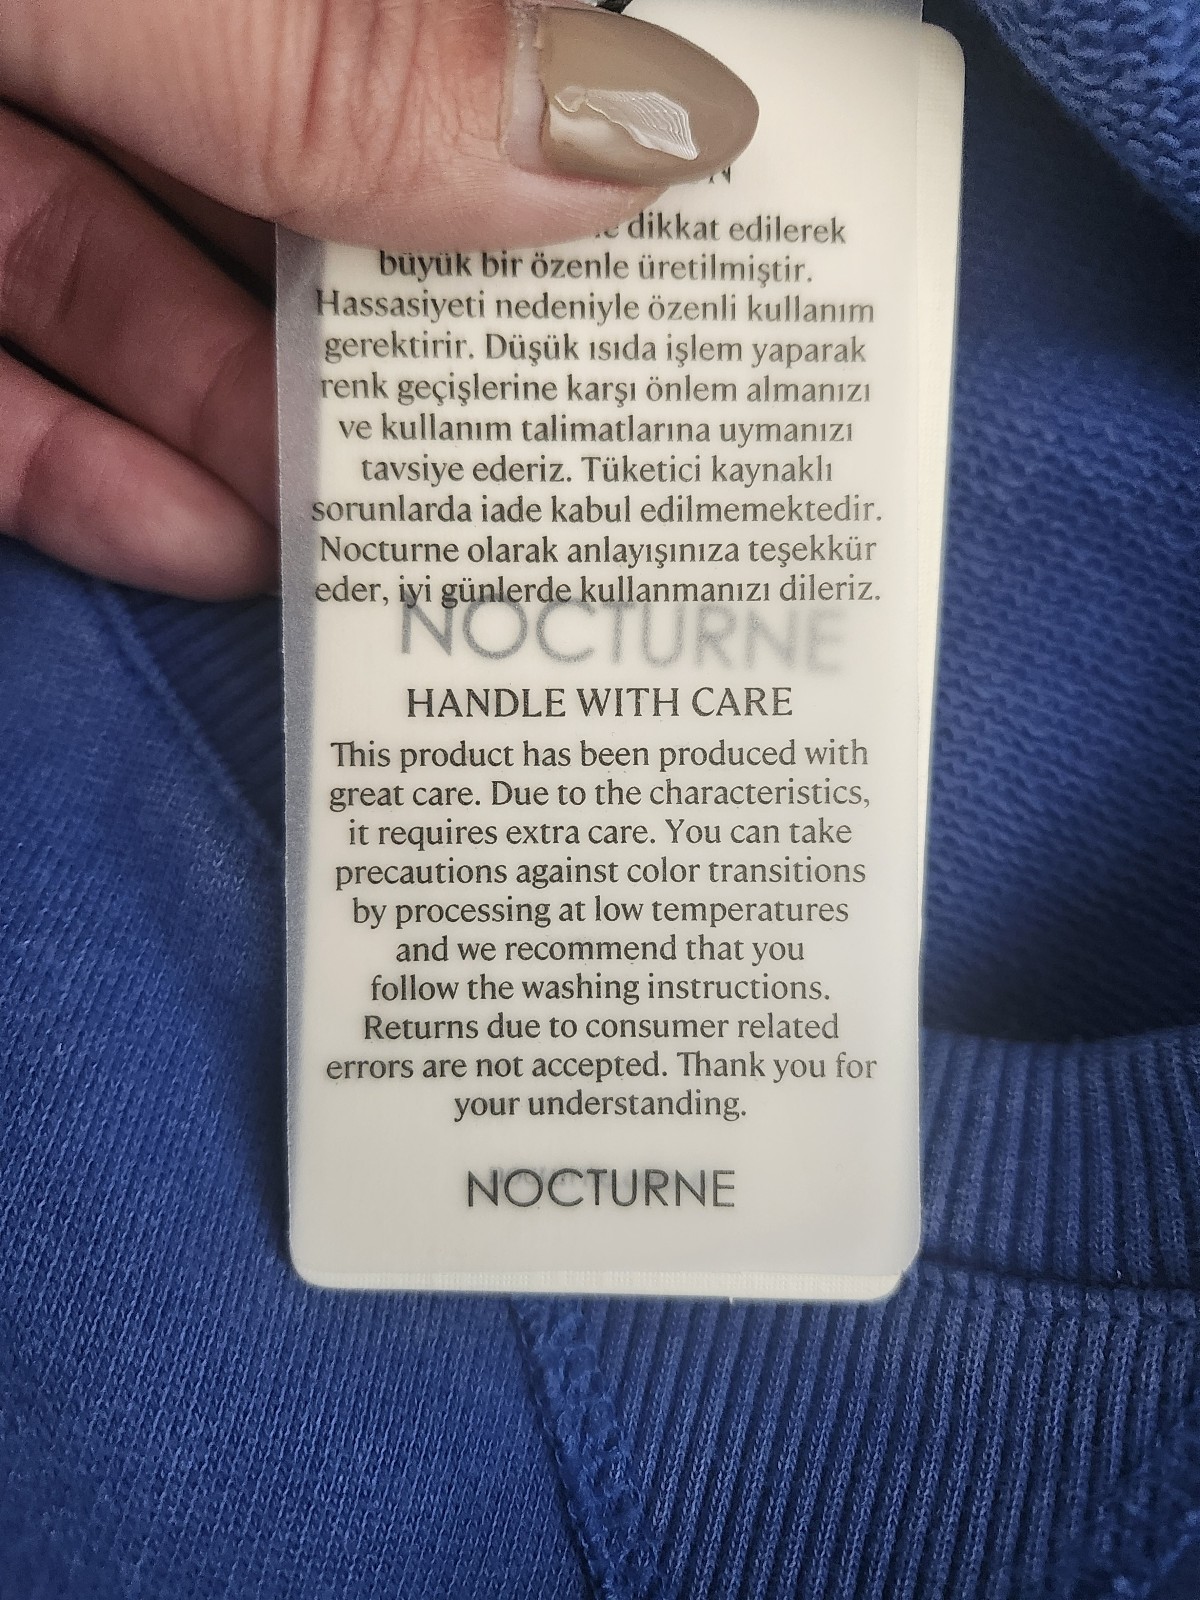 dikkat edilerek
büyük bir özenle üretilmiştir.
Hassasiyeti nedeniyle özenli kullanım
gerektirir. Düşük ısıda işlem yaparak
renk geçişlerine karşı önlem almanızı
ve kullanım talimatlarına uymanızı
tavsiye ederiz. Tüketici kaynaklı
sorunlarda iade kabul edilmemektedir.
Nocturne olarak anlayışınıza teşekkür
eder, iyi günlerde kullanmanızı dileriz.
NOCTURNE
HANDLE WITH CARE
This product has been produced with
great care. Due to the characteristics,
it requires extra care. You can take
precautions against color transitions
by processing at low temperatures
and we recommend that you
follow the washing instructions.
Returns due to consumer related
errors are not accepted. Thank you for
your understanding.
NOCTURNE